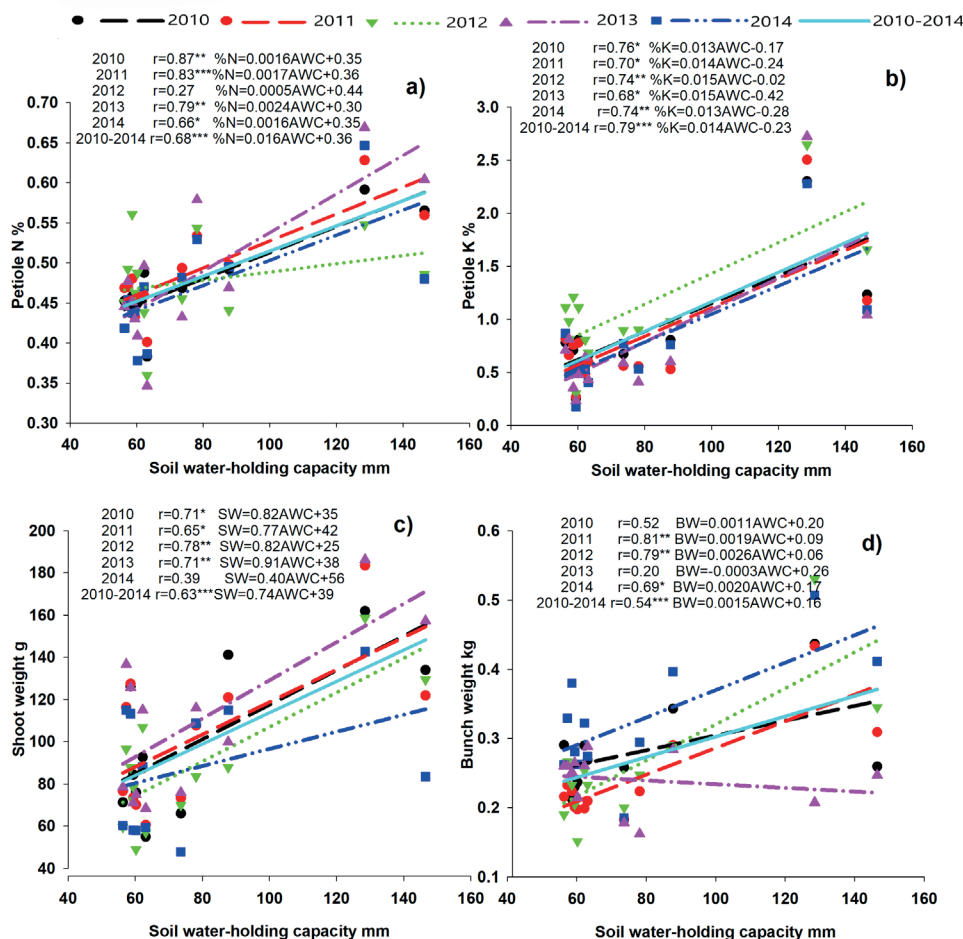 2010 2011 2012 2013 2014 2010-2014
a)
2010 r=0.87** %N=0.0016AWC+0.35
2011 r=0.83*** %N=0.0017AWC+0.36
2012 r=0.27 %N=0.0005AWC+0.44
2013 r=0.79** %N=0.0024AWC+0.30
2014 r=0.66* %N=0.0016AWC+0.35
2010-2014 r=0.68*** %N=0.016AWC+0.36
Petiole N %
0.70
0.65
0.60
0.55
0.50
0.45
0.40
0.35
0.30
40 60 80 100 120 140 160
Soil water-holding capacity mm
b)
2010 r=0.76* %K=0.013AWC-0.17
2011 r=0.70* %K=0.014AWC-0.24
2012 r=0.74** %K=0.015AWC-0.02
2013 r=0.68* %K=0.015AWC-0.42
2014 r=0.74** %K=0.013AWC-0.28
2010-2014 r=0.79*** %K=0.014AWC-0.23
Petiole K %
3.0
2.5
2.0
1.5
1.0
0.5
0.0
40 60 80 100 120 140 160
Soil water-holding capacity mm
c)
2010 r=0.71* SW=0.82AWC+35
2011 r=0.65* SW=0.77AWC+42
2012 r=0.78** SW=0.82AWC+25
2013 r=0.71** SW=0.91AWC+38
2014 r=0.39 SW=0.40AWC+56
2010-2014 r=0.63***SW=0.74AWC+39
Shoot weight g
200
180
160
140
120
100
80
60
40
40 60 80 100 120 140 160
Soil water-holding capacity mm
d)
2010 r=0.52 BW=0.0011AWC+0.20
2011 r=0.81** BW=0.0019AWC+0.09
2012 r=0.79** BW=0.0026AWC+0.06
2013 r=0.20 BW=-0.0003AWC+0.26
2014 r=0.69* BW=0.0020AWC+0.17
2010-2014 r=0.54*** BW=0.0015AWC+0.16
Bunch weight kg
0.6
0.5
0.4
0.3
0.2
0.1
40 60 80 100 120 140 160
Soil water-holding capacity mm